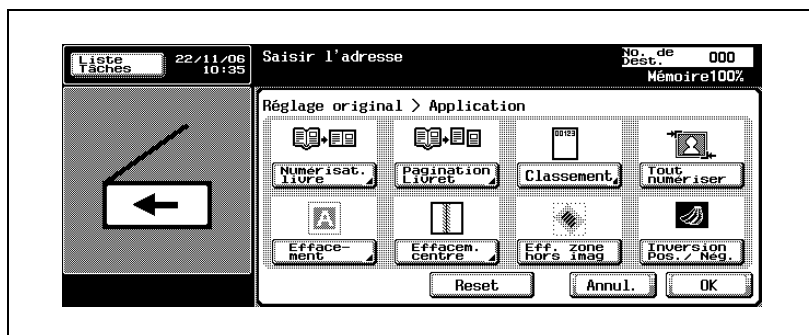 Liste
Tâches
22/11/06
10:35
Saisir l'adresse
No. de
Dest.
000
Mémoire100%
Réglage original > Application
00123
Numérisat.
livre
Pagination
Livret
Classement
Tout
numériser
A
Efface-
ment
Effacem.
centre
Eff. zone
hors imag
Inversion
Pos./ Nég.
Reset
Annul.
OK